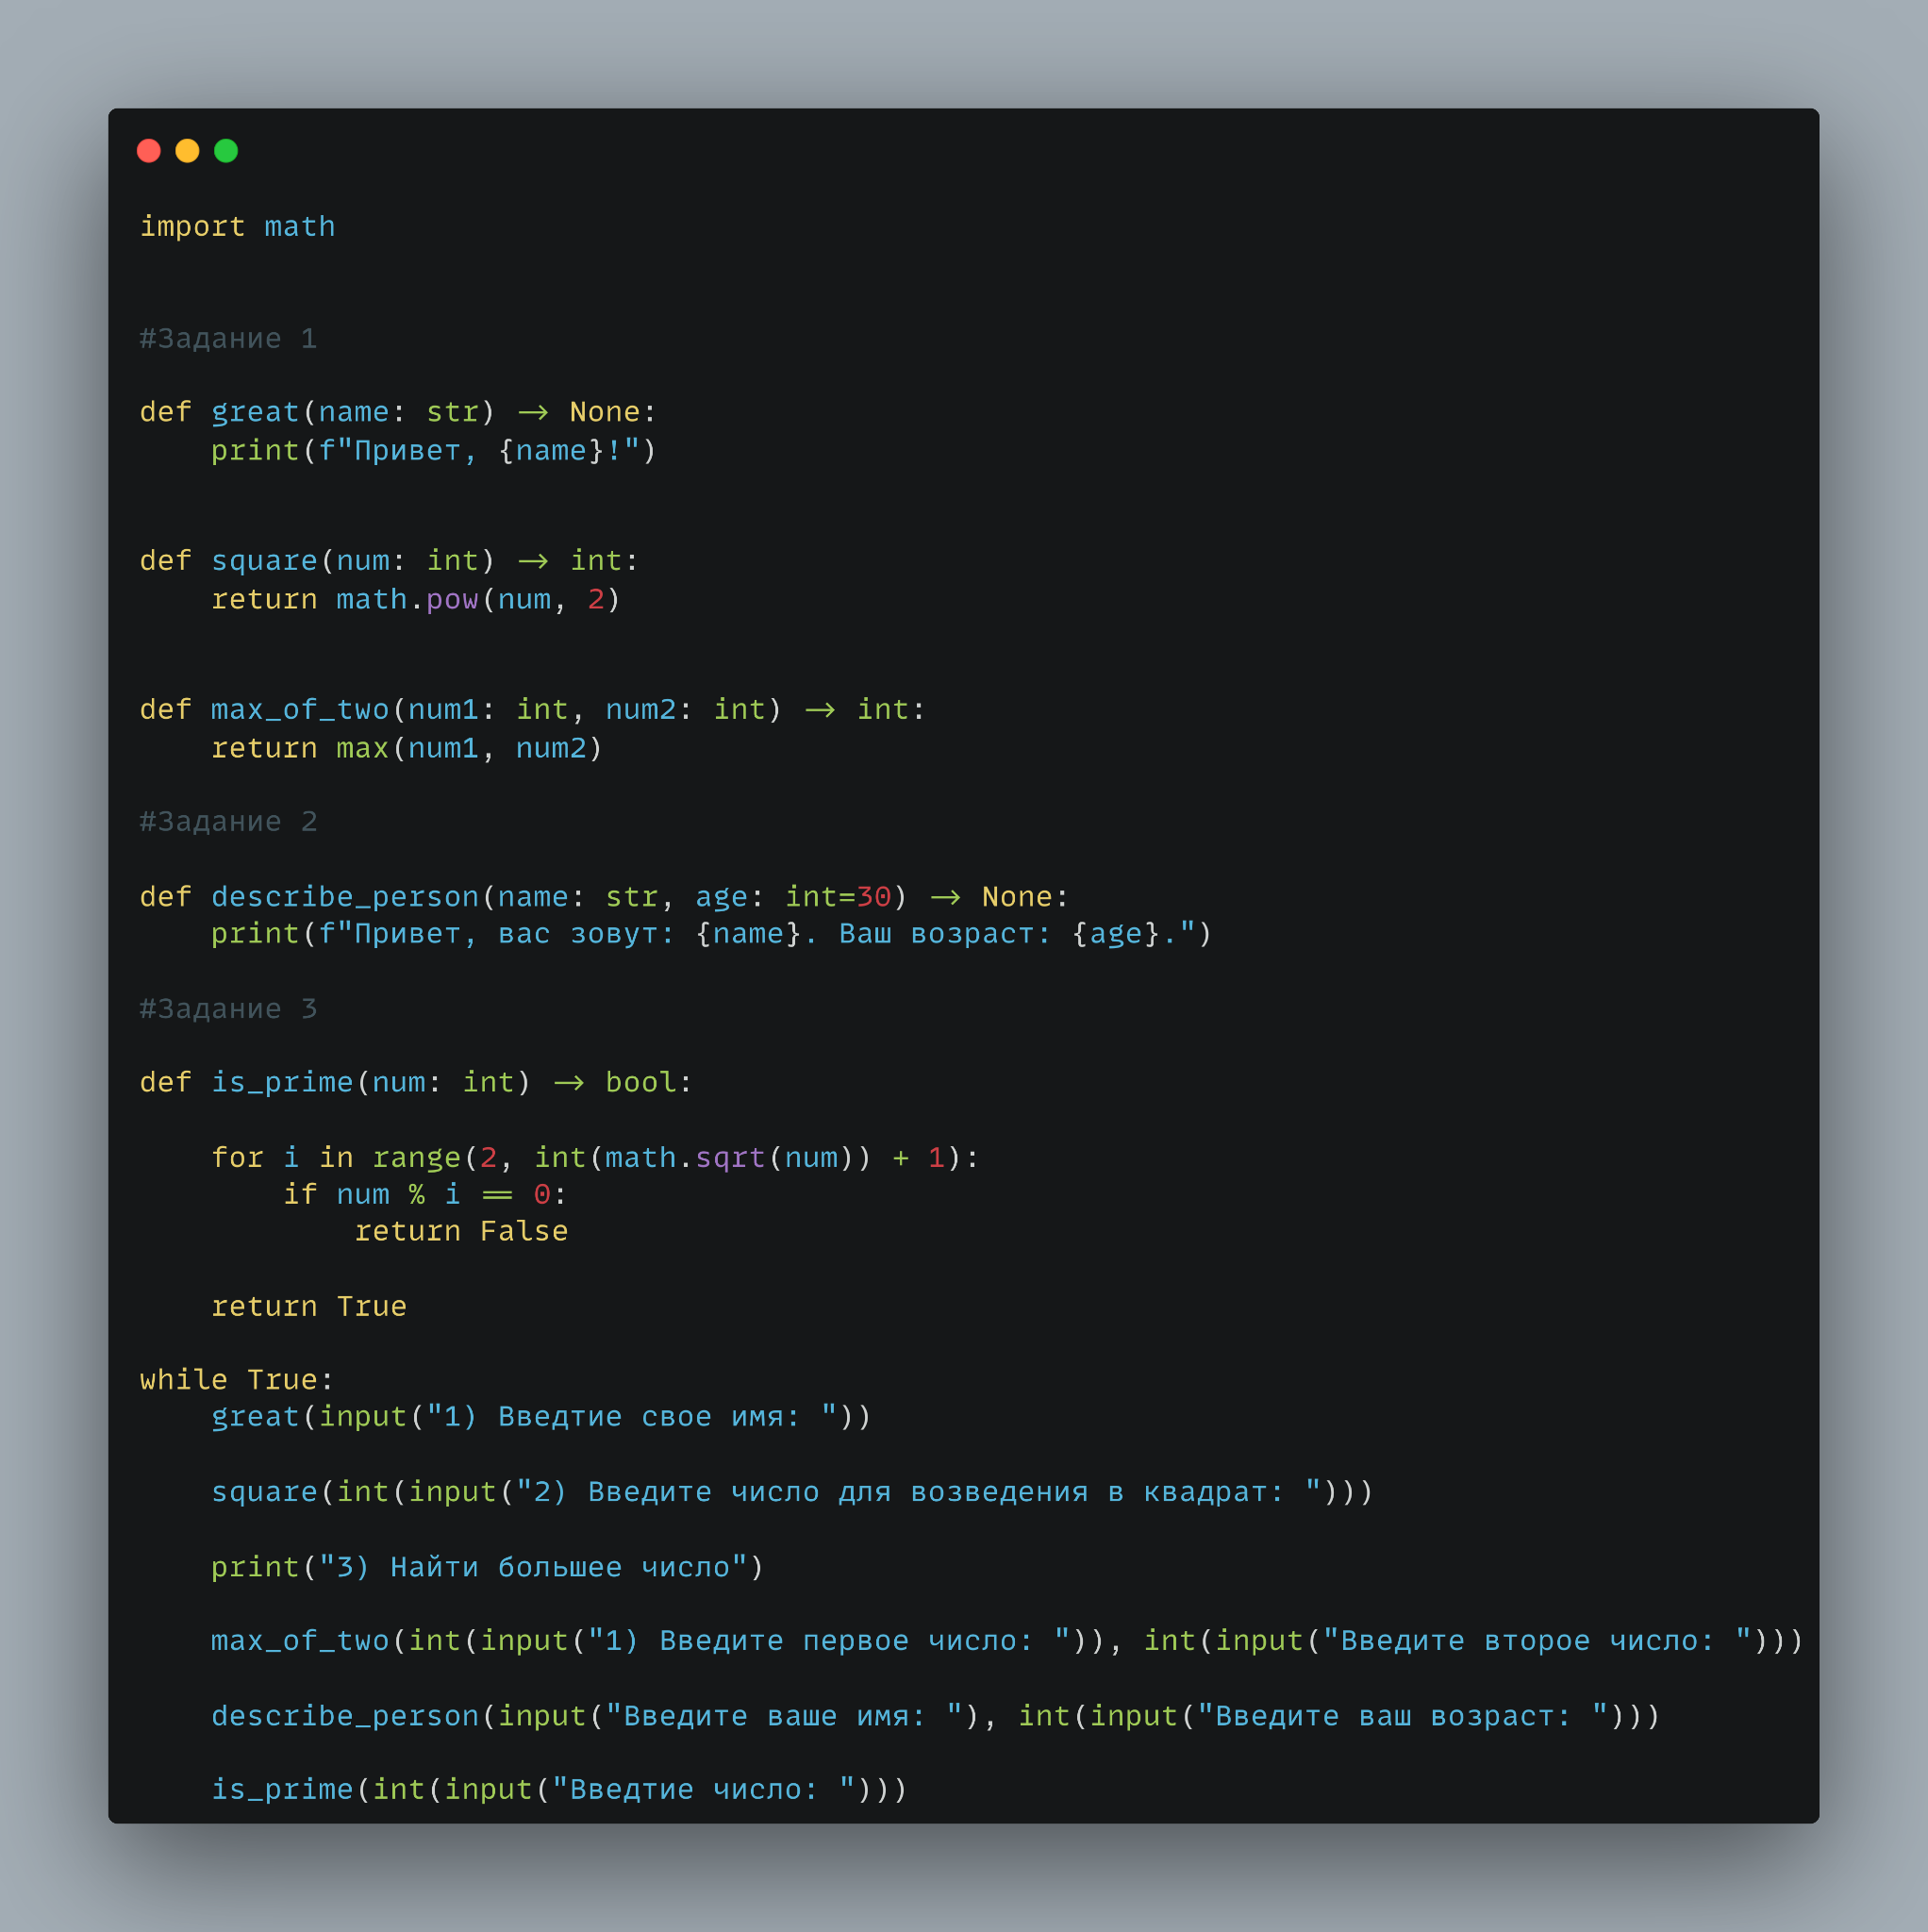 import math
#Задание 1
def great(name: str) -> None:
    print(f"Привет, {name}!")
def square(num: int) -> int:
    return math.pow(num, 2)
def max_of_two(num1: int, num2: int) -> int:
    return max(num1, num2)
#Задание 2
def describe_person(name: str, age: int=30) -> None:
    print(f"Привет, вас зовут: {name}. Ваш возраст: {age}.")
#Задание 3
def is_prime(num: int) -> bool:
    for i in range(2, int(math.sqrt(num)) + 1):
        if num % i == 0:
            return False
    return True
while True:
    great(input("1) Введтие свое имя: "))
    square(int(input("2) Введите число для возведения в квадрат: ")))
    print("3) Найти большее число")
    max_of_two(int(input("1) Введите первое число: ")), int(input("Введите второе число: ")))
    describe_person(input("Введите ваше имя: "), int(input("Введите ваш возраст: ")))
    is_prime(int(input("Введтие число: ")))